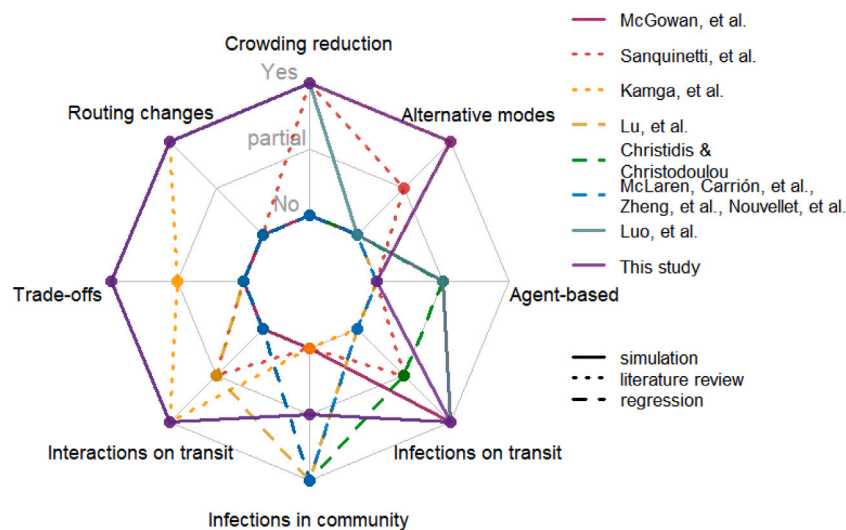 Crowding reduction
Yes
Routing changes
Alternative modes
partial
No
Trade-offs
Agent-based
Interactions on transit
Infections on transit
Infections in community
McGowan, et al.
Sanquinetti, et al.
Kamga, et al.
Lu, et al.
Christidis &
Christodoulou
McLaren, Carrión, et al.,
Zheng, et al., Nouvellet, et al.
Luo, et al.
This study
simulation
literature review
regression